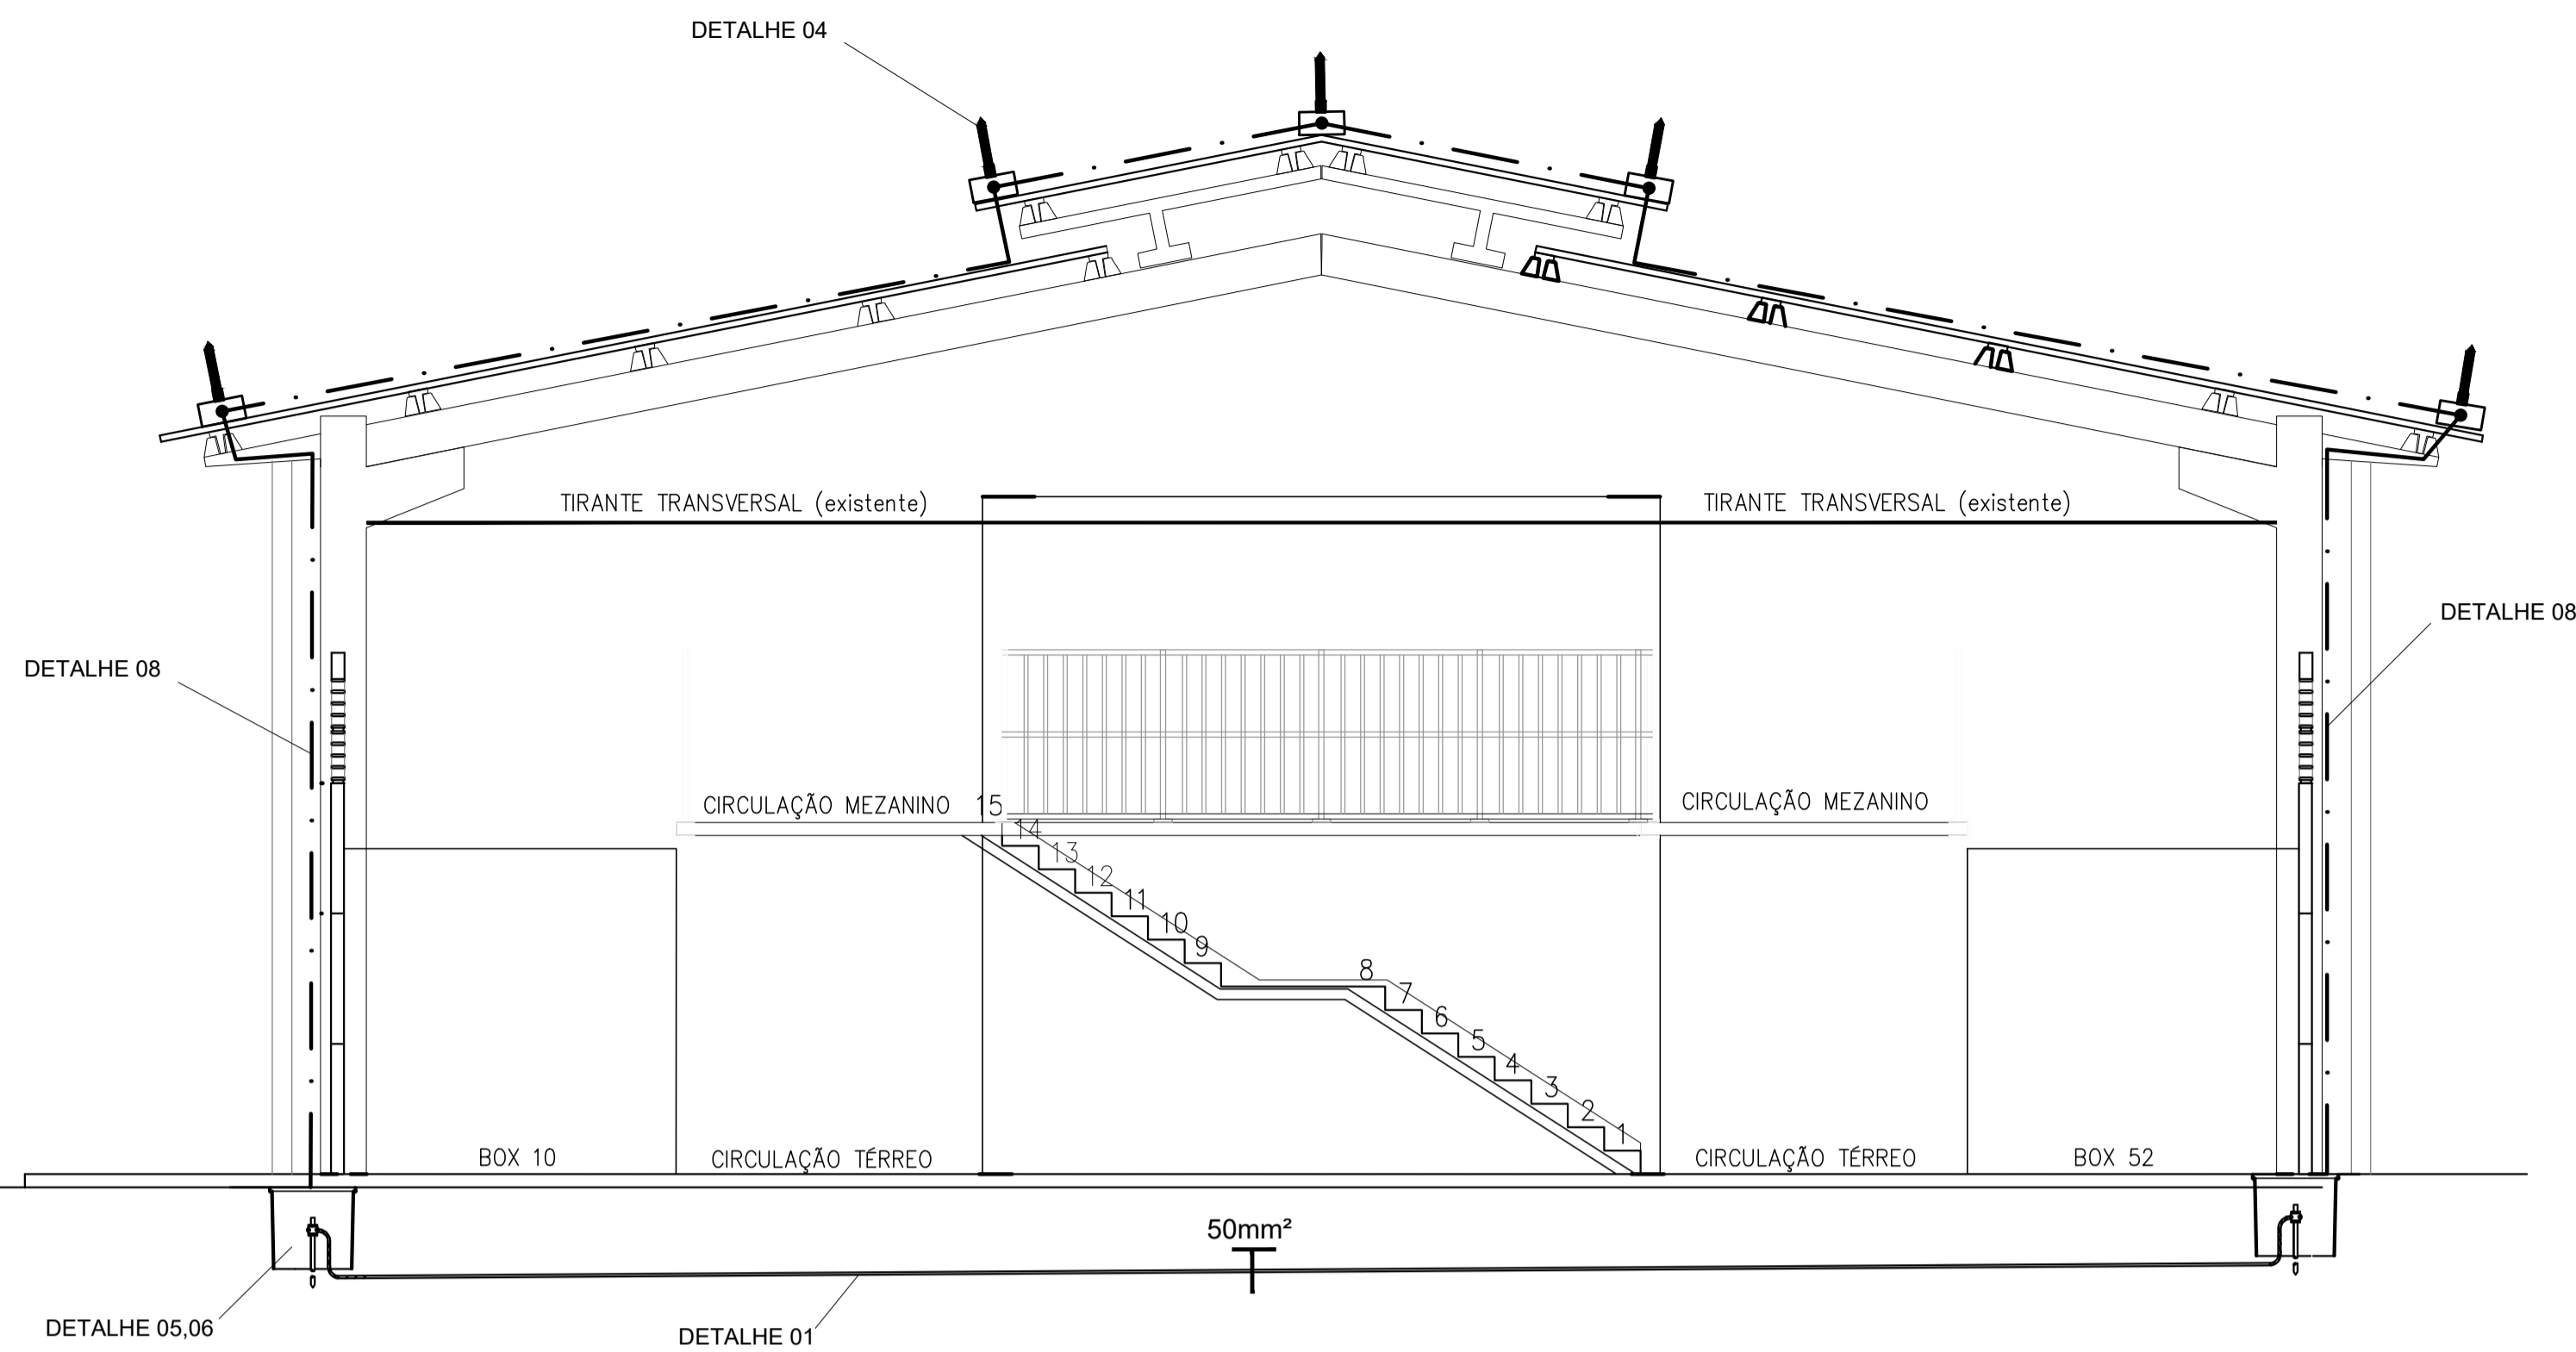 DETALHE 04
TIRANTE TRANSVERSAL (existente)
TIRANTE TRANSVERSAL (existente)
DETALHE 08
DETALHE 08
CIRCULAÇÃO MEZANINO
15
CIRCULAÇÃO MEZANINO
14
13
12
11
10
9
8
7
6
5
4
3
2
1
BOX 10
CIRCULAÇÃO TÉRREO
CIRCULAÇÃO TÉRREO
BOX 52
50mm²
DETALHE 05,06
DETALHE 01